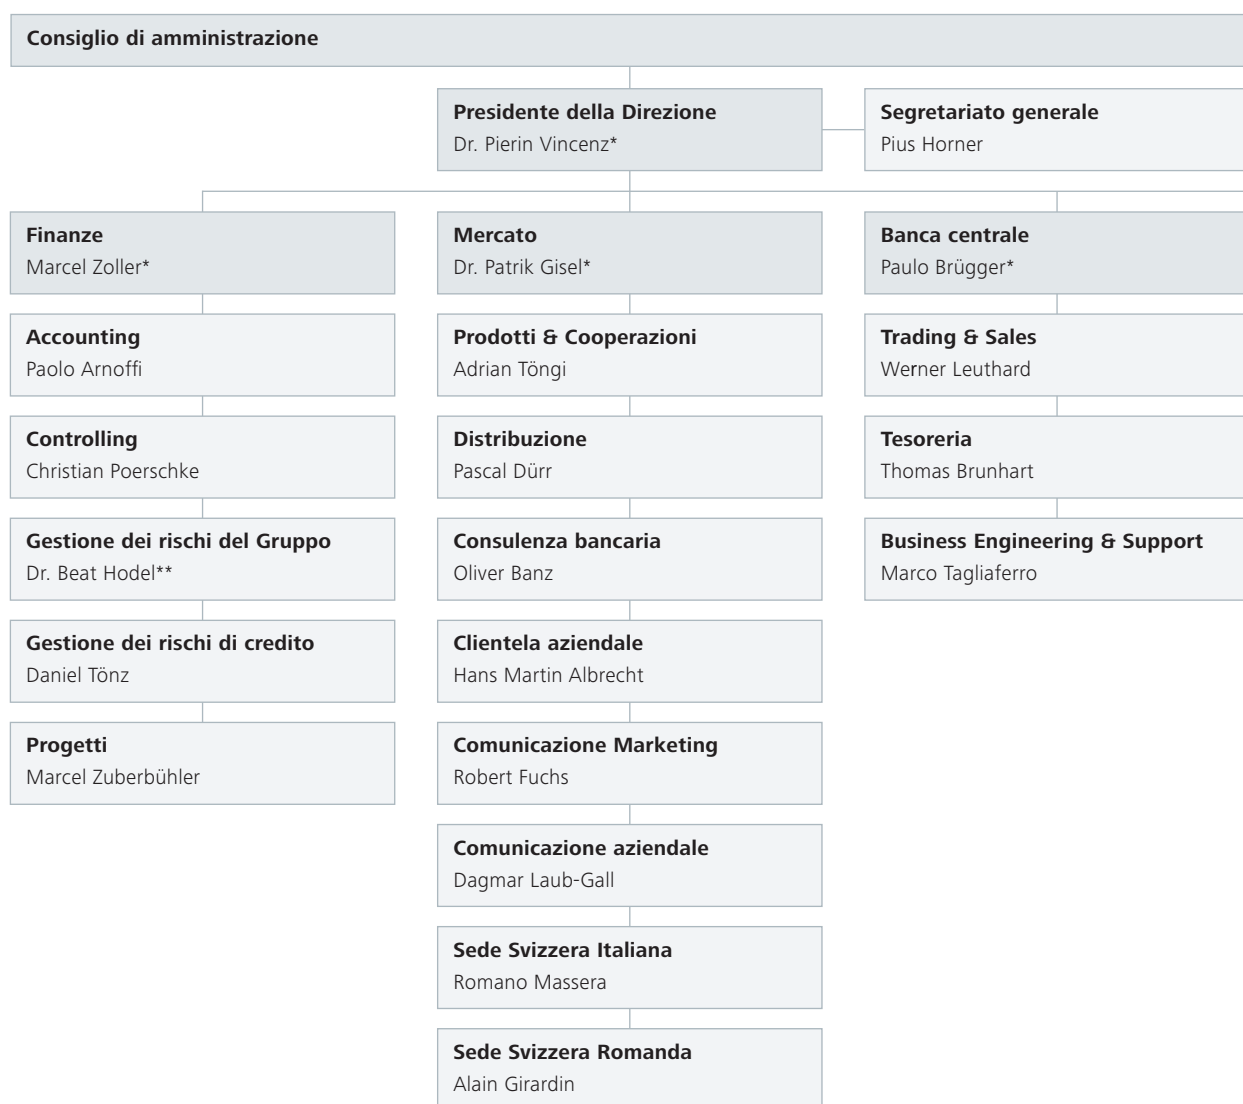 Consiglio di amministrazione
Presidente della Direzione
Dr. Pierin Vincenz*
Segretariato generale
Pius Horner
Finanze
Marcel Zoller*
Mercato
Dr. Patrik Gisel*
Banca centrale
Paulo Brügger*
Accounting
Paolo Arnoffi
Prodotti & Cooperazioni
Adrian Töngi
Trading & Sales
Werner Leuthard
Controlling
Christian Poerschke
Distribuzione
Pascal Dürr
Tesoreria
Thomas Brunhart
Gestione dei rischi del Gruppo
Dr. Beat Hodel**
Consulenza bancaria
Oliver Banz
Business Engineering & Support
Marco Tagliaferro
Gestione dei rischi di credito
Daniel Tönz
Clientela aziendale
Hans Martin Albrecht
Progetti
Marcel Zuberbühler
Comunicazione Marketing
Robert Fuchs
Comunicazione aziendale
Dagmar Laub-Gall
Sede Svizzera Italiana
Romano Massera
Sede Svizzera Romanda
Alain Girardin